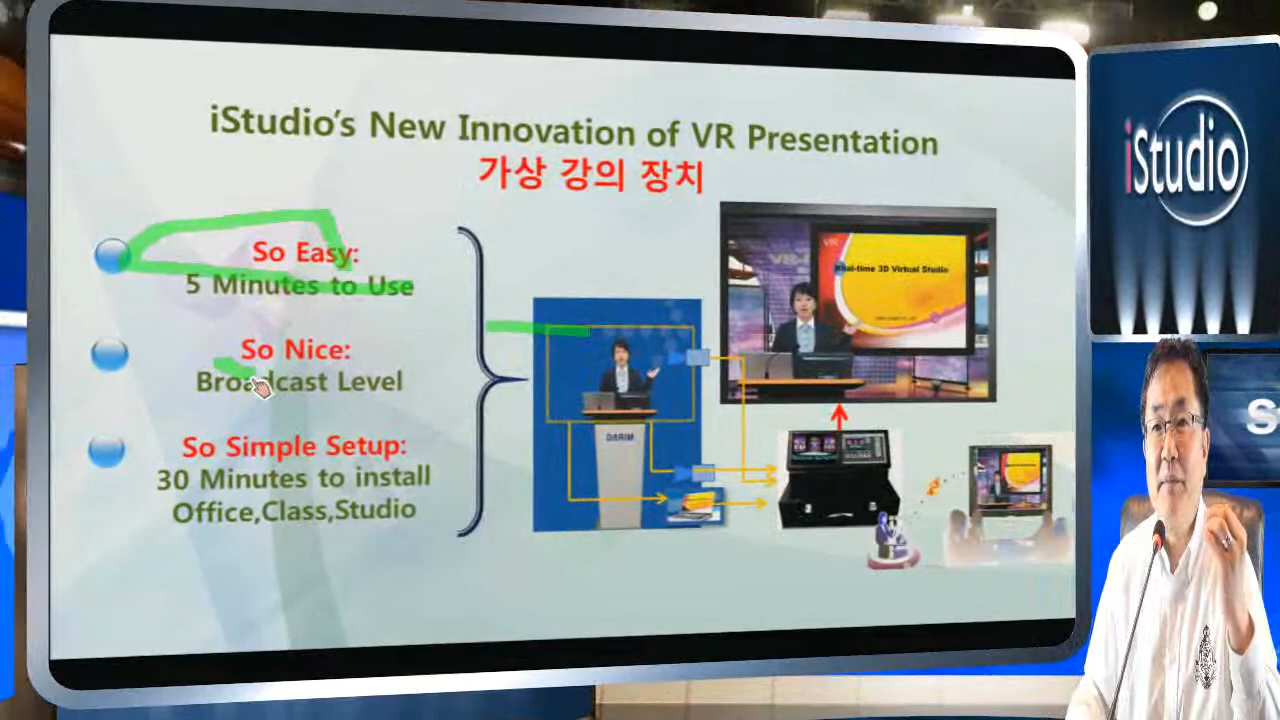 iStudio's New Innovation of VR Presentation
가상 강의 장치
So Easy:
5 Minutes to Use
So Nice:
Broadcast Level
So Simple Setup:
30 Minutes to install
Office,Class,Studio
DARIM
VR
Real-time 3D Virtual Studio
iStudio
S